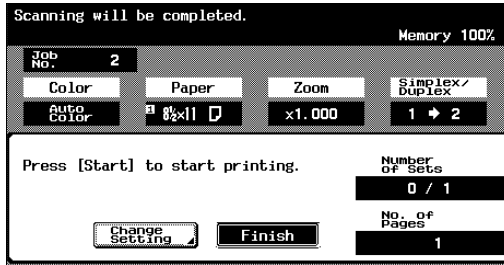 Scanning will be completed.
Memory 100%
Job
No. 2
Color Paper Zoom Simplex/
Duplex
Auto
Color
1 8½×11 x1.000 1 → 2
Press [Start] to start printing.
Number
of Sets
0 / 1
Change
Setting
Finish
No. of
Pages
1